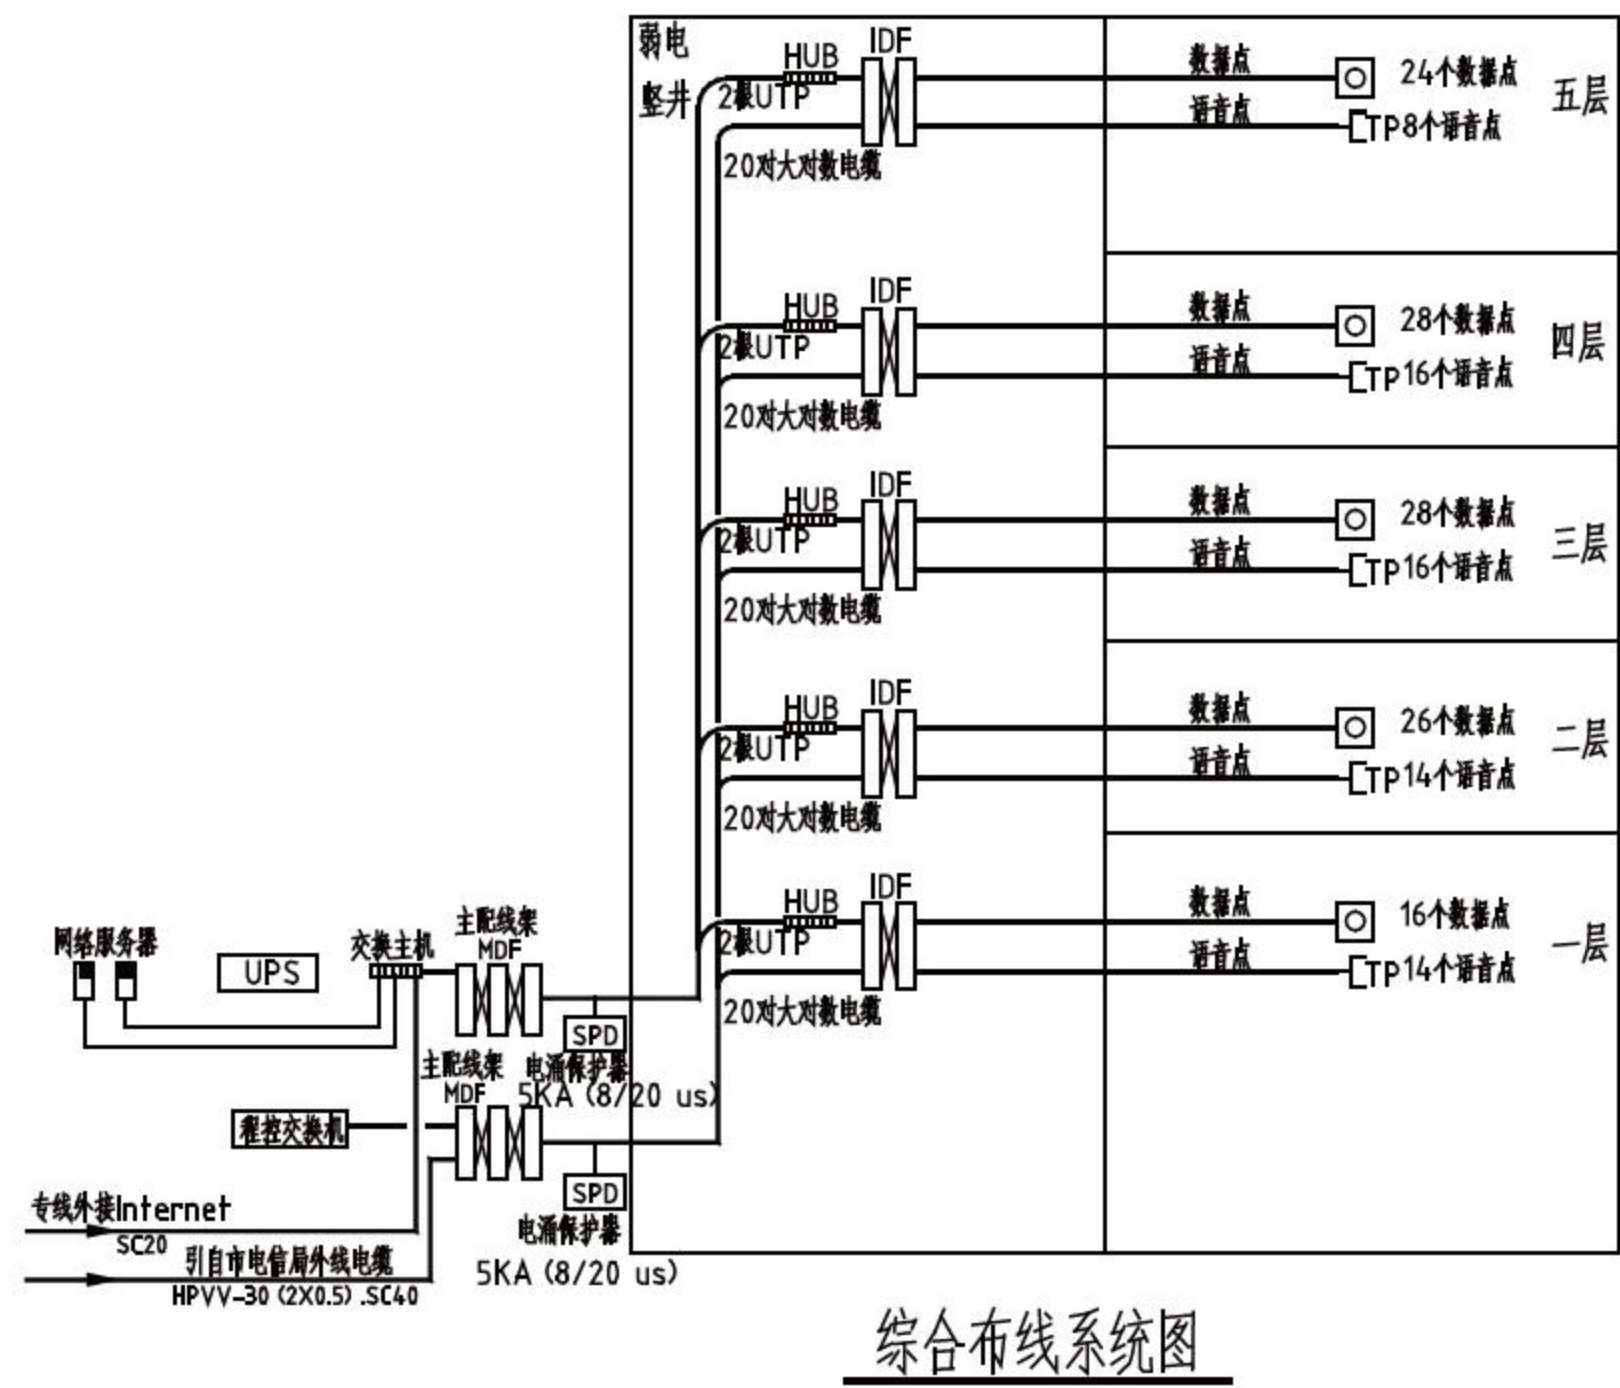 弱电
竖井
HUB
IDF
2根UTP
20对大对数电缆
数据点
语音点
24个数据点
TP8个语音点
五层
HUB
IDF
2根UTP
20对大对数电缆
数据点
语音点
28个数据点
TP16个语音点
四层
HUB
IDF
2根UTP
20对大对数电缆
数据点
语音点
28个数据点
TP16个语音点
三层
HUB
IDF
2根UTP
20对大对数电缆
数据点
语音点
26个数据点
TP14个语音点
二层
HUB
IDF
2根UTP
20对大对数电缆
数据点
语音点
16个数据点
TP14个语音点
一层
网络服务器
UPS
交换主机
主配线架
MDF
SPD
电涌保护器
5KA (8/20 us)
主配线架
MDF
程控交换机
SPD
电涌保护器
5KA (8/20 us)
专线外接Internet
SC20
引自市电信局外线电缆
HPVV-30 (2X0.5) .SC40
综合布线系统图